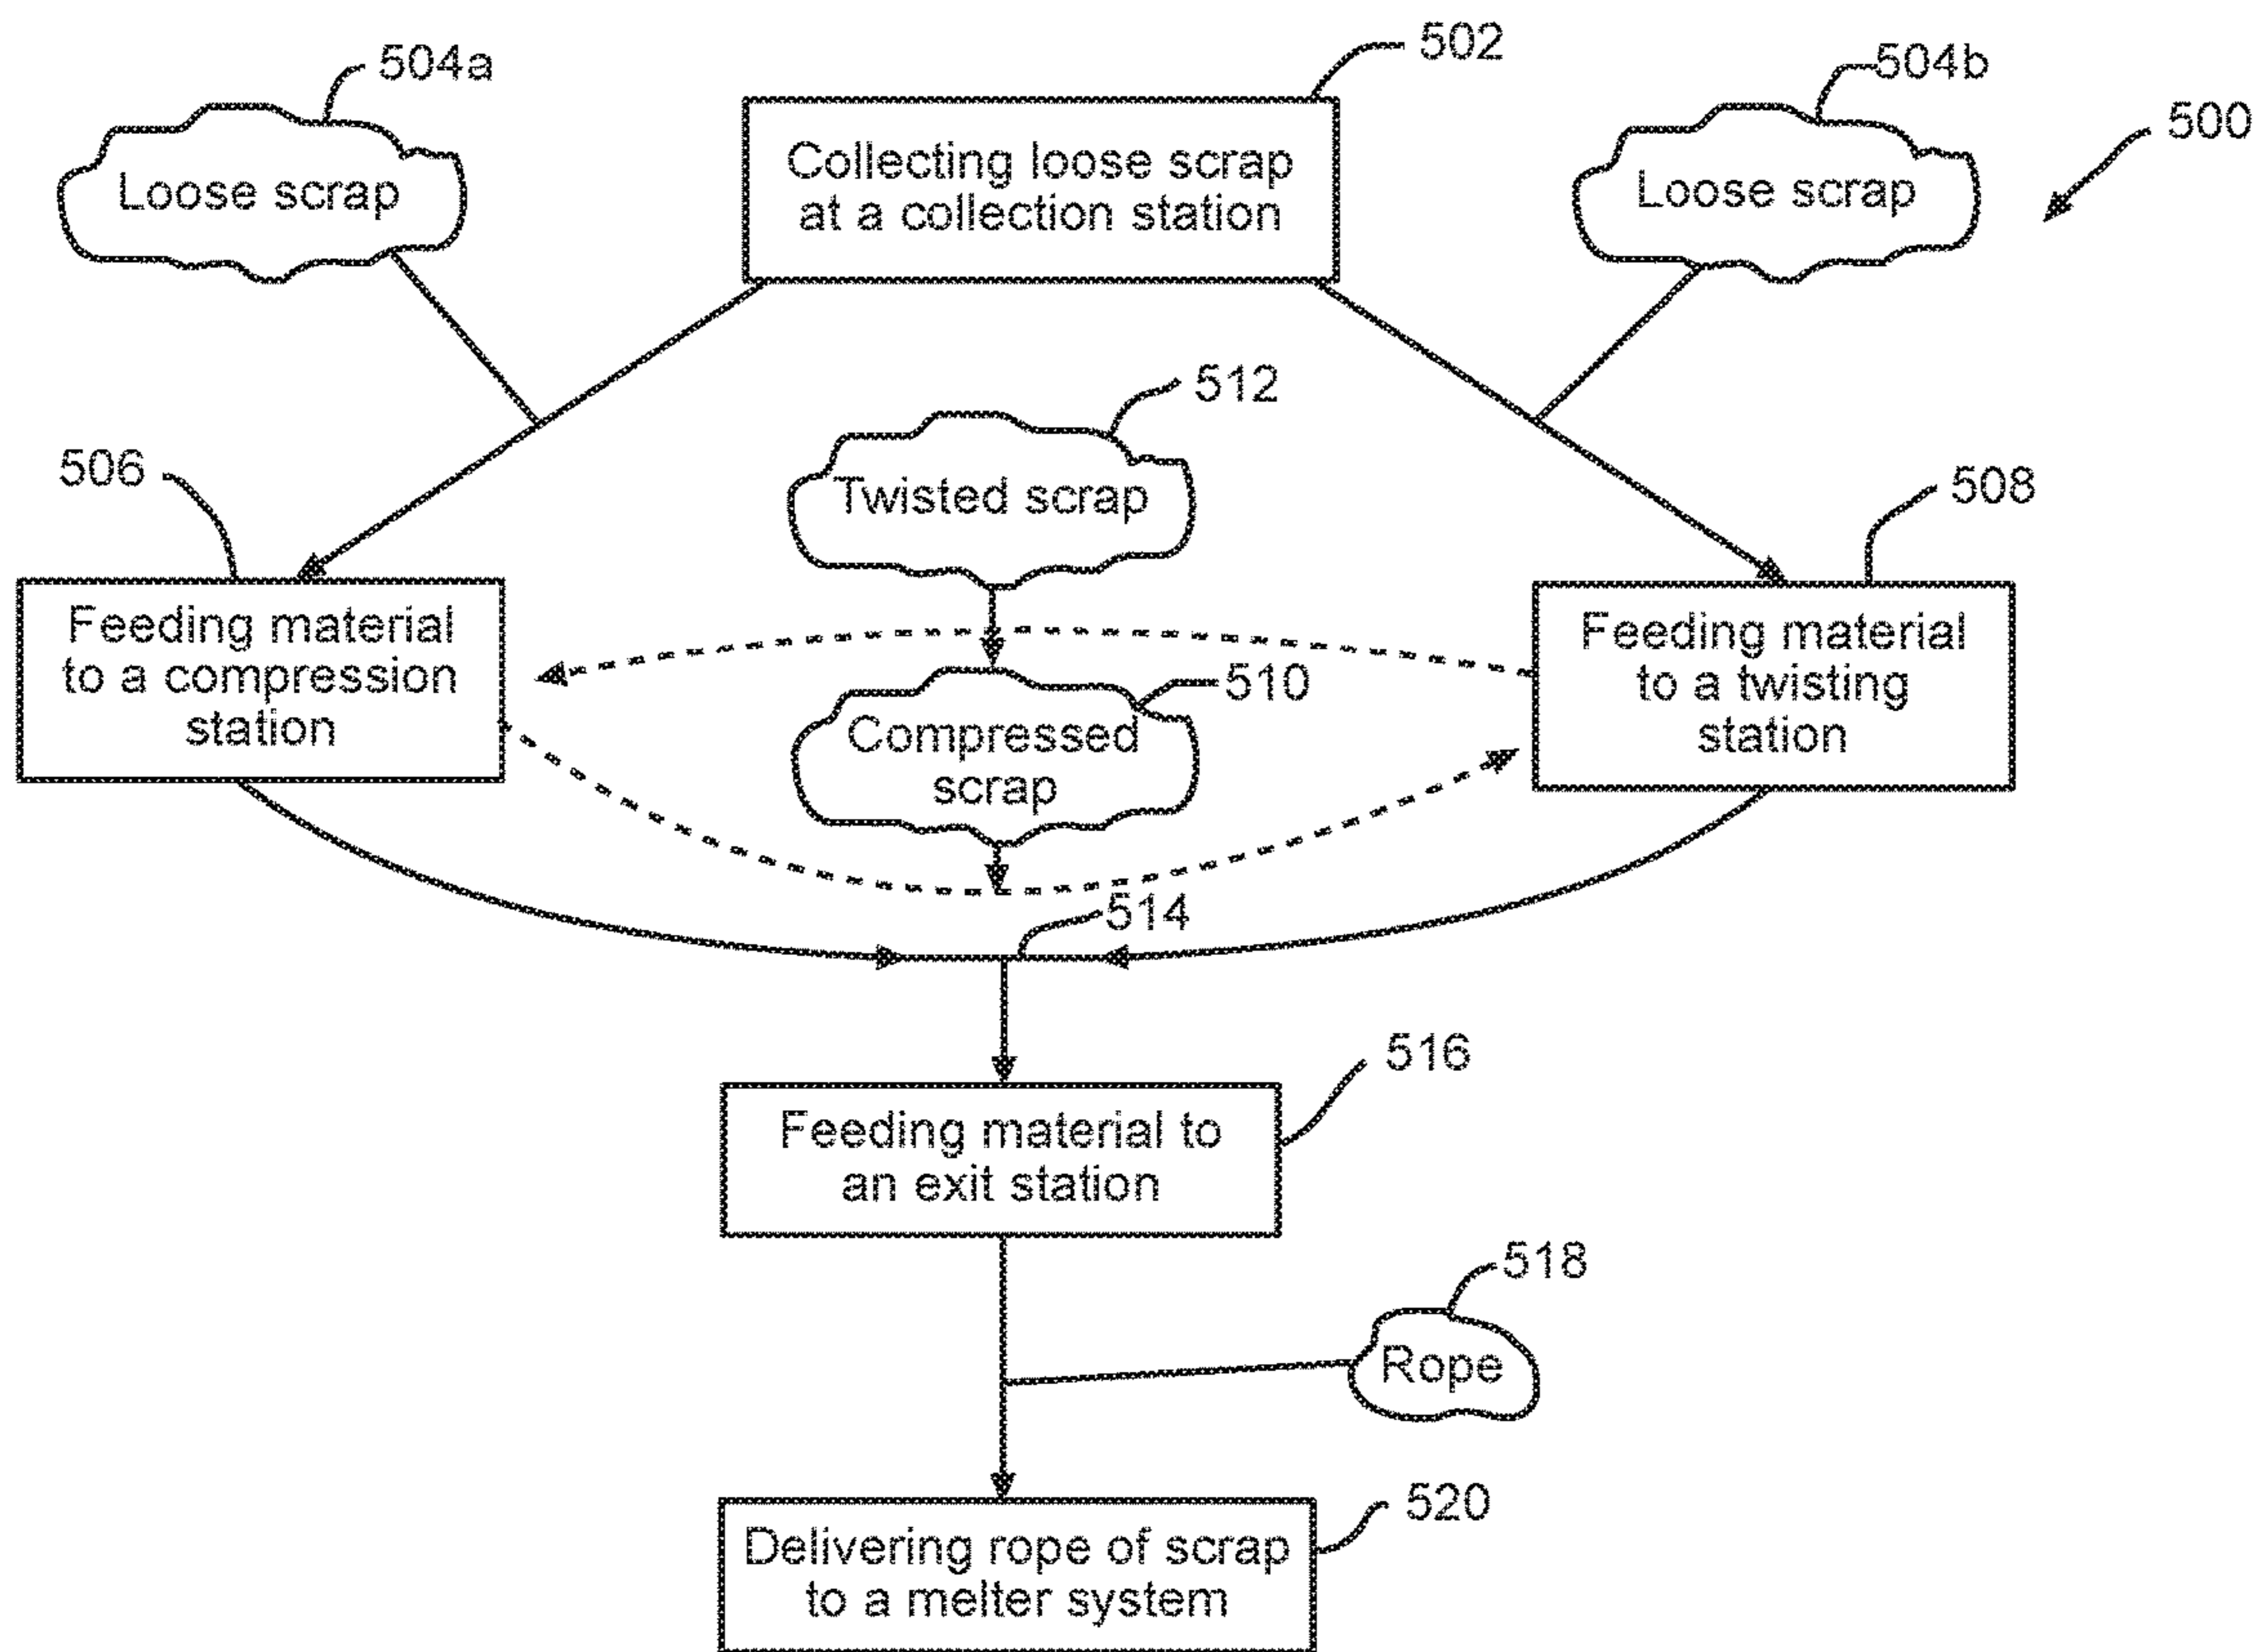 502
504a
504b
500
Collecting loose scrap
at a collection station
Loose scrap
Loose scrap
512
506
Twisted scrap
508
Feeding material
to a compression
station
Feeding material
to a twisting
station
510
Compressed
scrap
514
516
Feeding material to
an exit station
518
Rope
520
Delivering rope of scrap
to a melter system